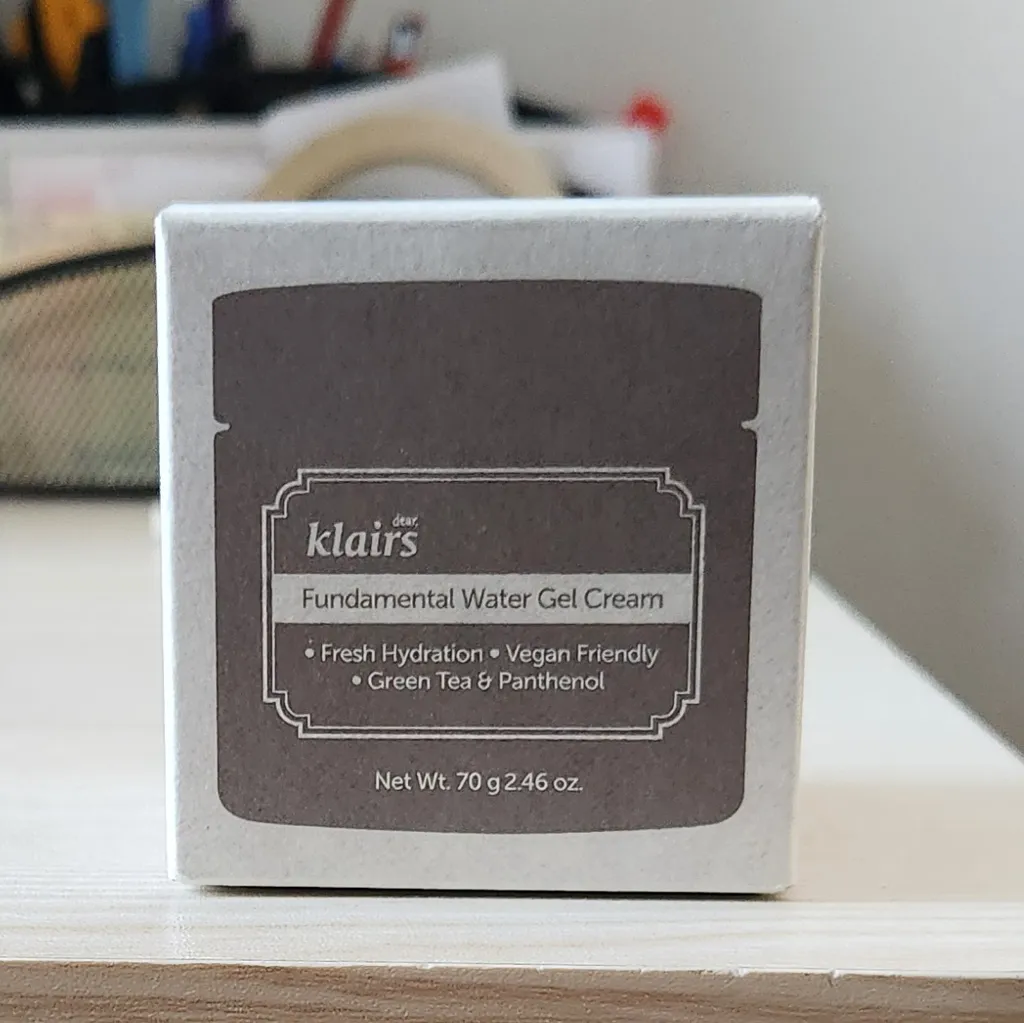 dear,
klairs
Fundamental Water Gel Cream
• Fresh Hydration • Vegan Friendly
• Green Tea & Panthenol
Net Wt. 70 g 2.46 oz.